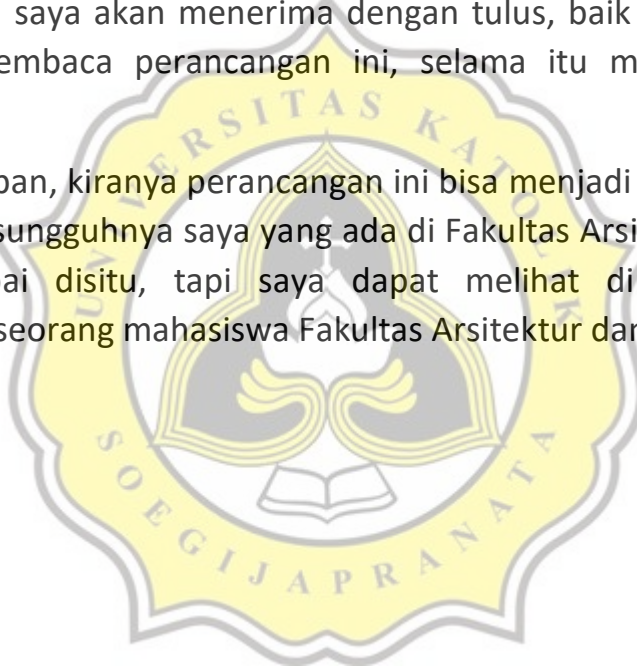 saya akan menerima dengan tulus, baik
embaca perancangan ini, selama itu m
pan, kiranya perancangan ini bisa menjadi
sungguhnya saya yang ada di Fakultas Arsi
ai disitu, tapi saya dapat melihat di
seorang mahasiswa Fakultas Arsitektur dan
UNIVERSITAS KATOLIK
SOEGIJAPRANATA